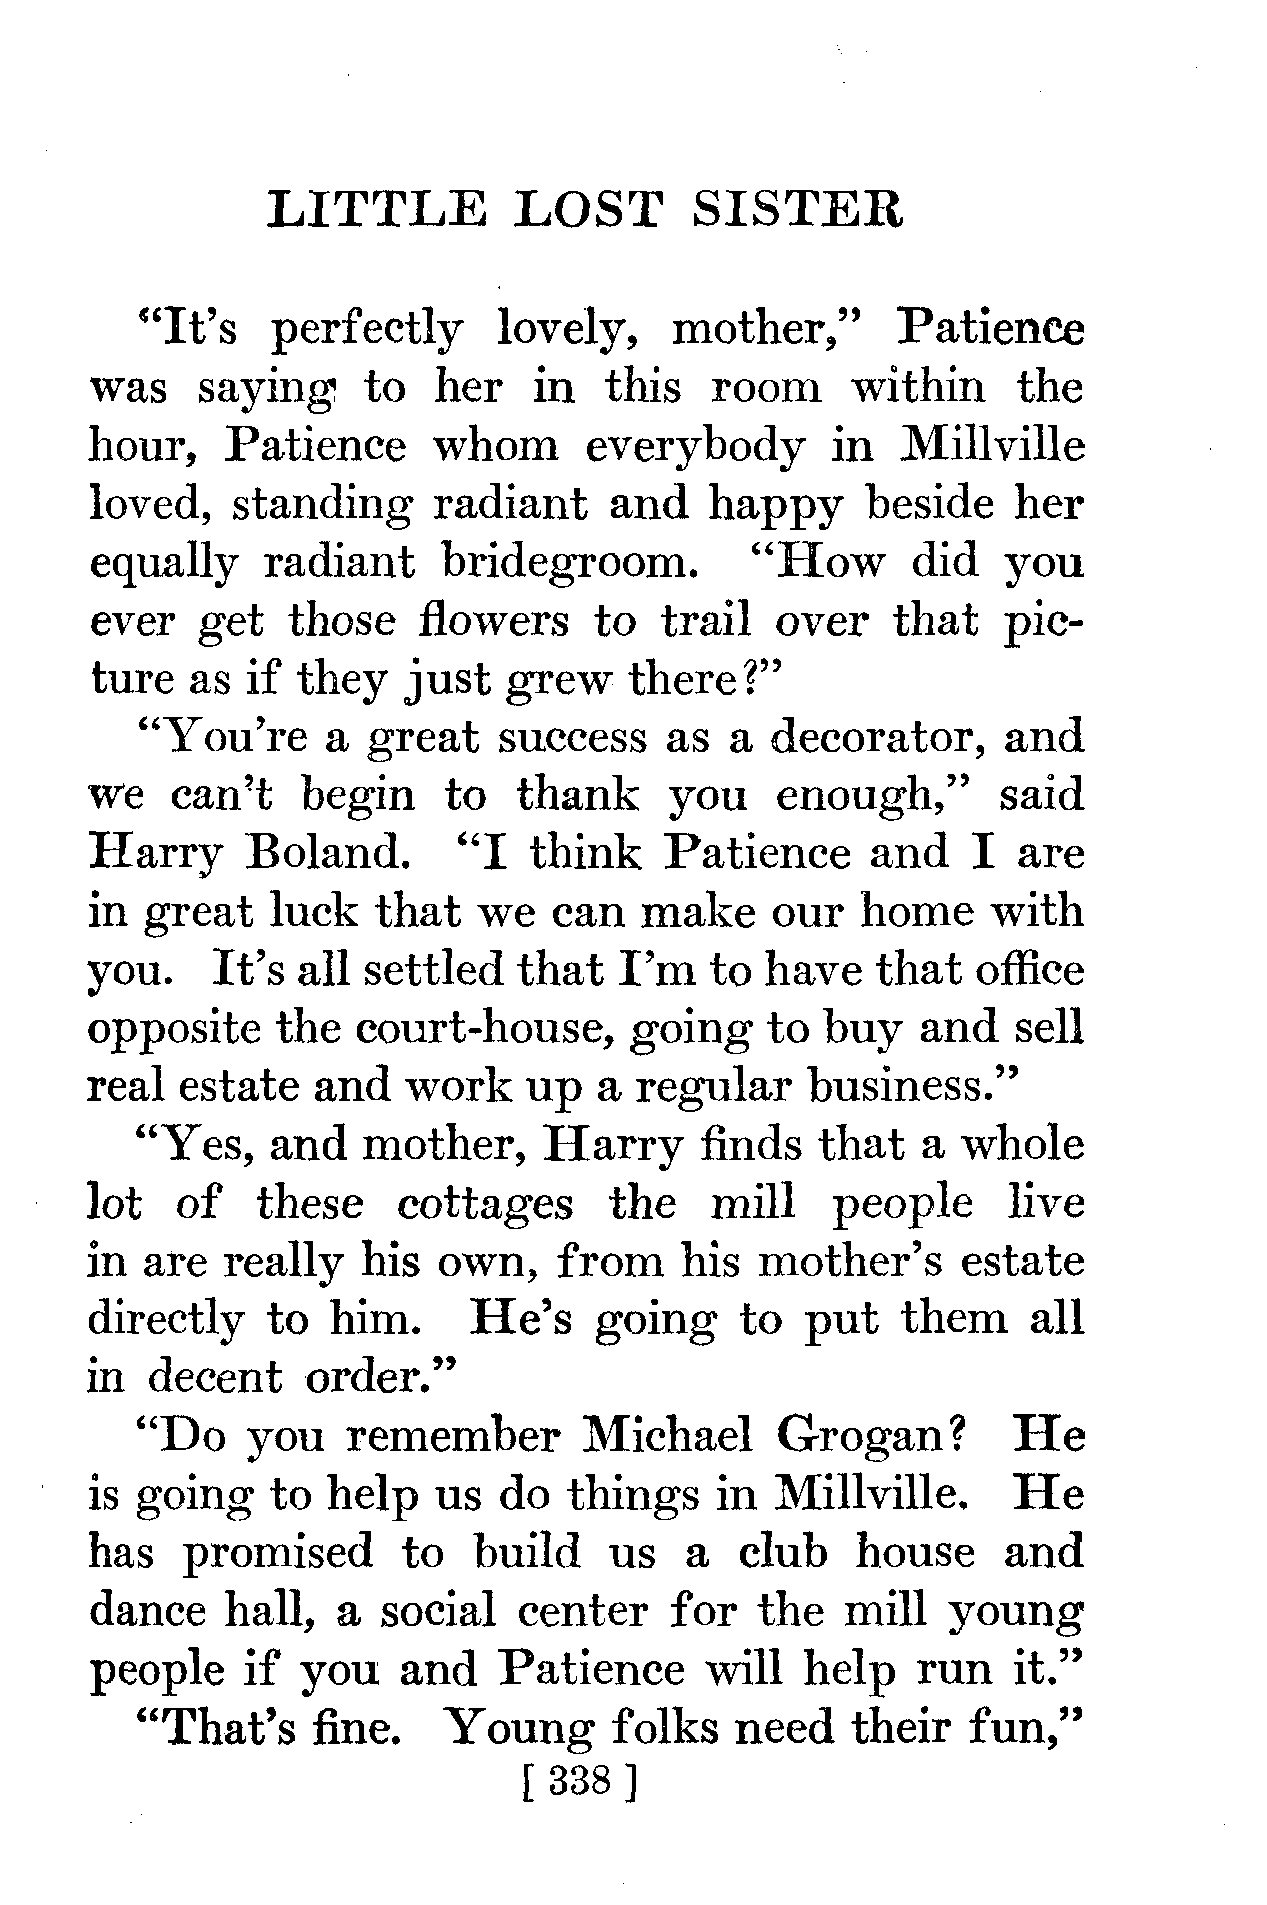 LITTLE LOST SISTER
“It’s perfectly lovely, mother,” Patience
was saying to her in this room within the
hour, Patience whom everybody in Millville
loved, standing radiant and happy beside her
equally radiant bridegroom. “How did you
ever get those flowers to trail over that pic-
ture as if they just grew there?”
“You’re a great success as a decorator, and
we can’t begin to thank you enough,” said
Harry Boland. “I think Patience and I are
in great luck that we can make our home with
you. It’s all settled that I’m to have that office
opposite the court-house, going to buy and sell
real estate and work up a regular business.”
“Yes, and mother, Harry finds that a whole
lot of these cottages the mill people live
in are really his own, from his mother’s estate
directly to him. He’s going to put them all
in decent order.”
“Do you remember Michael Grogan? He
is going to help us do things in Millville. He
has promised to build us a club house and
dance hall, a social center for the mill young
people if you and Patience will help run it.”
“That’s fine. Young folks need their fun,”
[ 338 ]